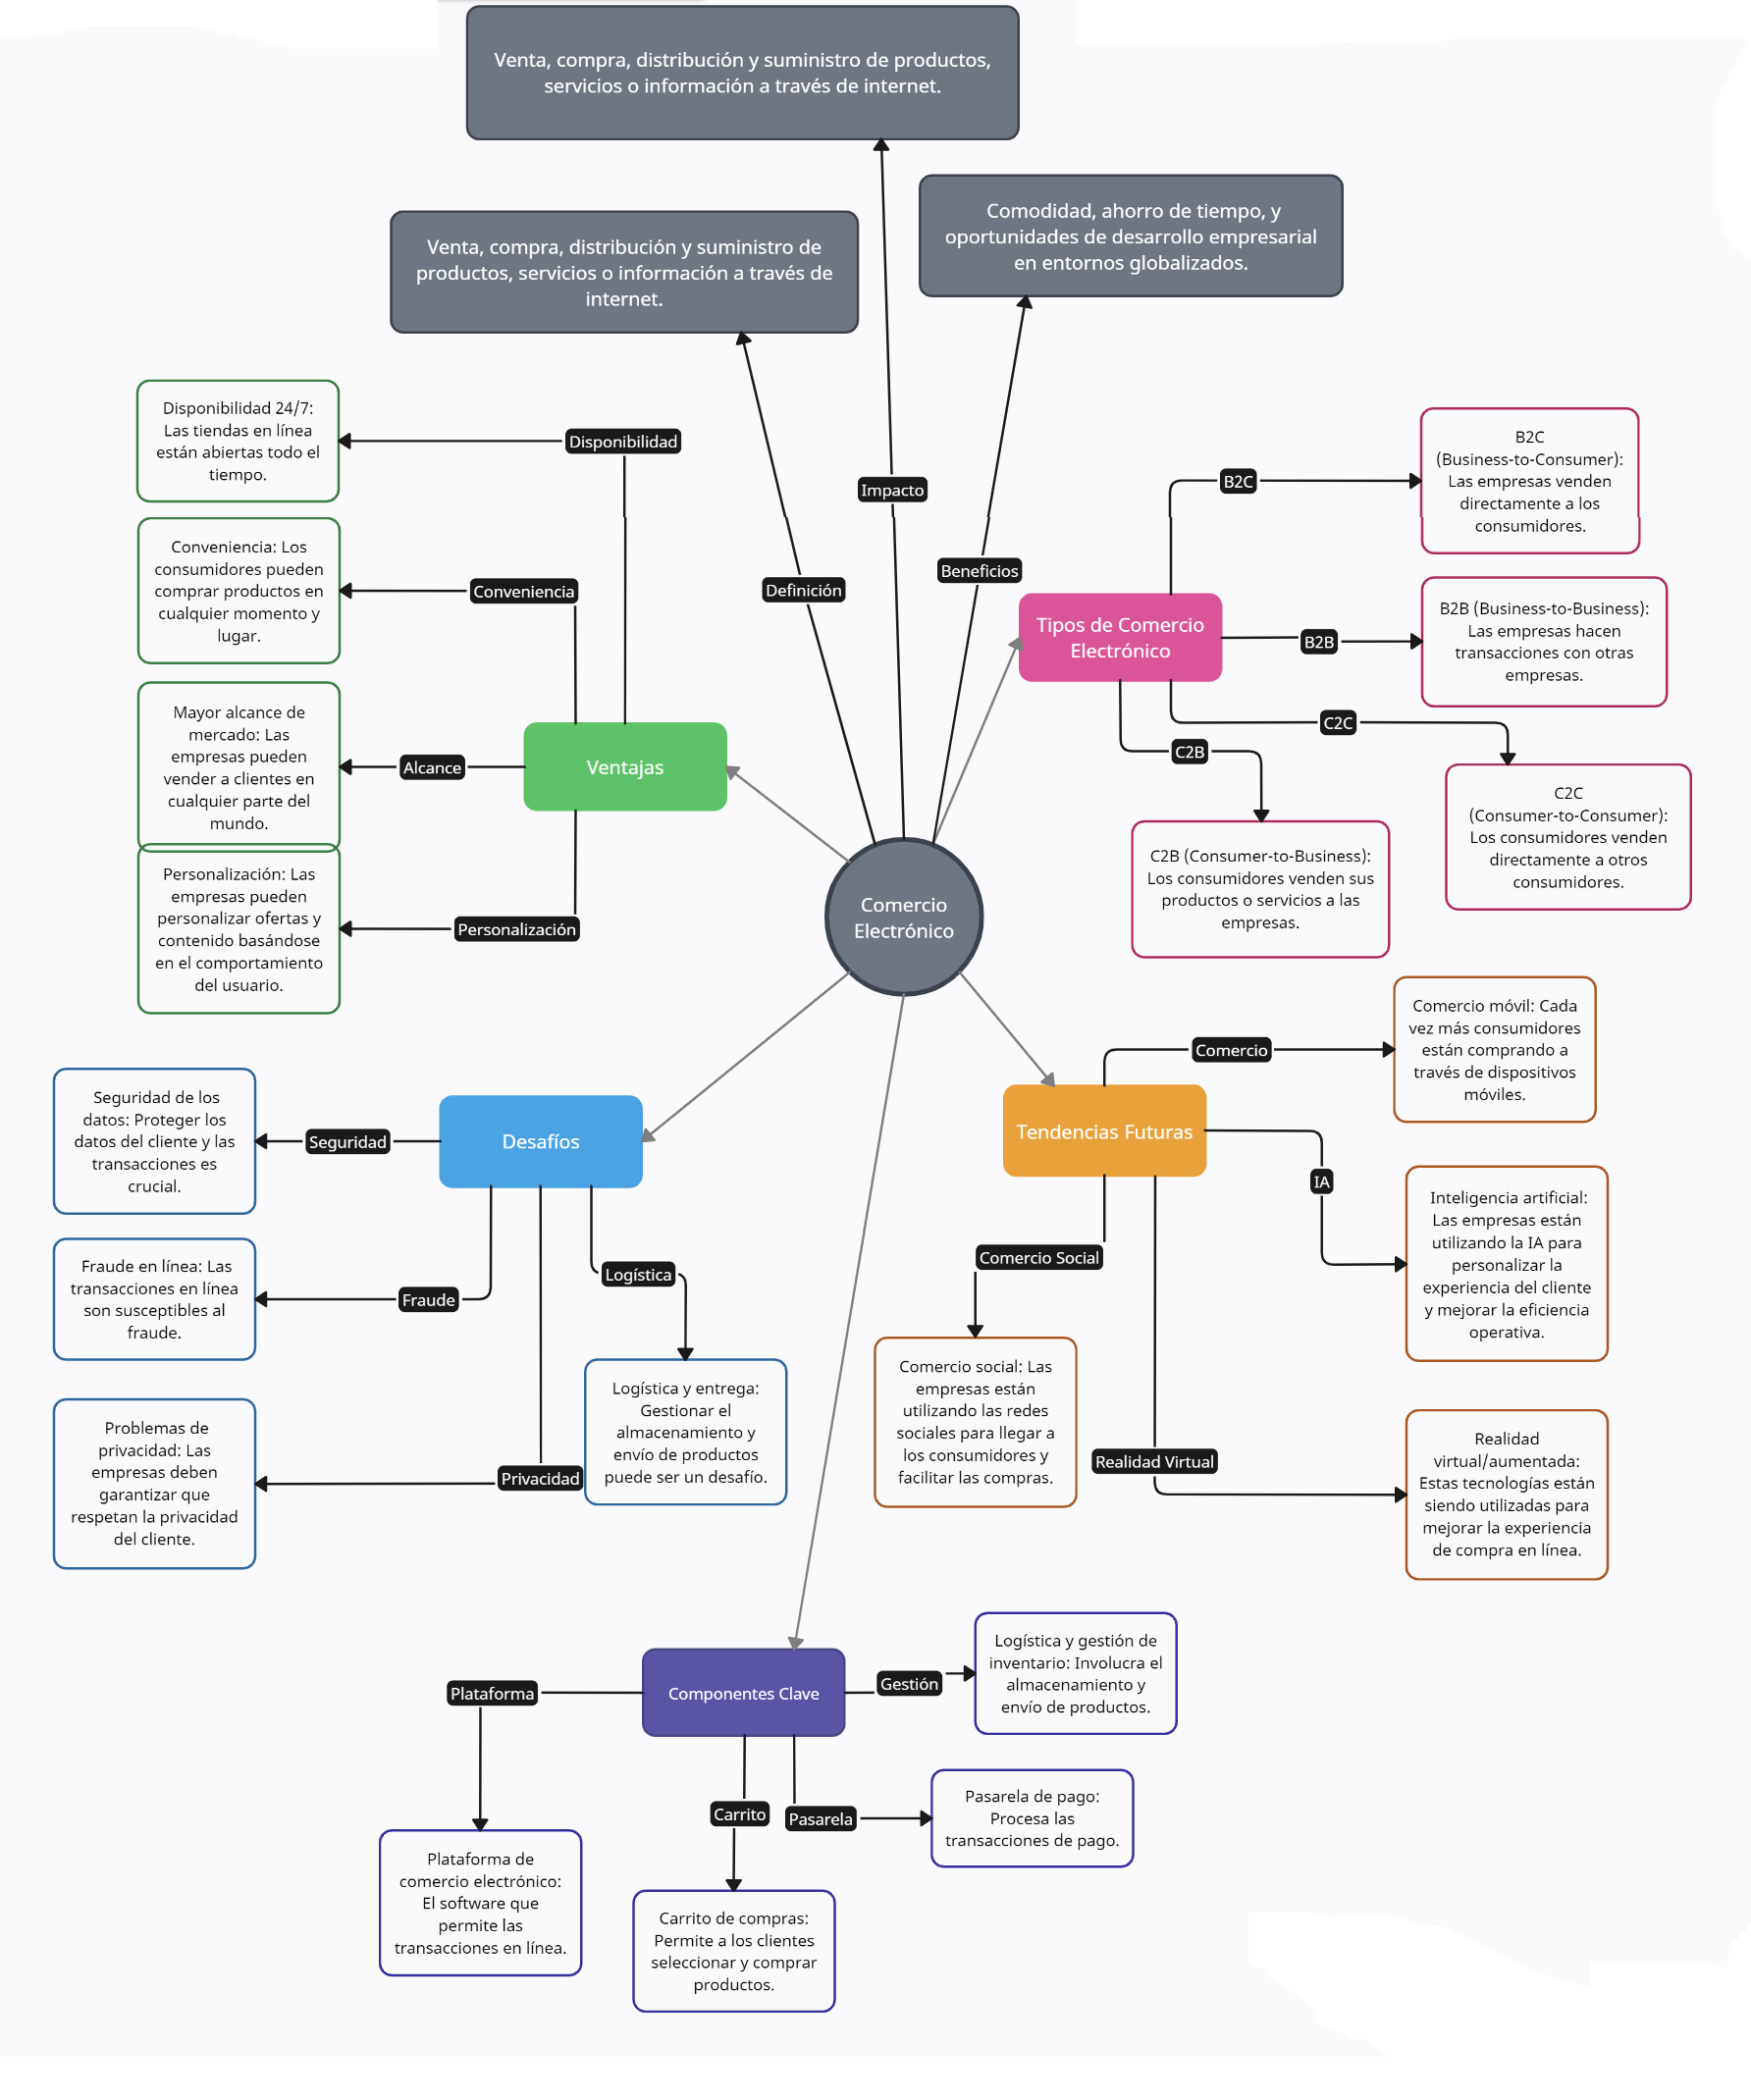 Venta, compra, distribución y suministro de productos,
servicios o información a través de internet.
Comodidad, ahorro de tiempo, y
oportunidades de desarrollo empresarial
en entornos globalizados.
Venta, compra, distribución y suministro de
productos, servicios o información a través de
internet.
Impacto
Definición
Beneficios
Comercio
Electrónico
Ventajas
Disponibilidad
Disponibilidad 24/7:
Las tiendas en línea
están abiertas todo el
tiempo.
Conveniencia
Conveniencia: Los
consumidores pueden
comprar productos en
cualquier momento y
lugar.
Alcance
Mayor alcance de
mercado: Las
empresas pueden
vender a clientes en
cualquier parte del
mundo.
Personalización
Personalización: Las
empresas pueden
personalizar ofertas y
contenido basándose
en el comportamiento
del usuario.
Tipos de Comercio
Electrónico
B2C
B2C
(Business-to-Consumer):
Las empresas venden
directamente a los
consumidores.
B2B
B2B (Business-to-Business):
Las empresas hacen
transacciones con otras
empresas.
C2C
C2C
(Consumer-to-Consumer):
Los consumidores venden
directamente a otros
consumidores.
C2B
C2B (Consumer-to-Business):
Los consumidores venden sus
productos o servicios a las
empresas.
Desafíos
Seguridad
Seguridad de los
datos: Proteger los
datos del cliente y las
transacciones es
crucial.
Fraude
Fraude en línea: Las
transacciones en línea
son susceptibles al
fraude.
Privacidad
Problemas de
privacidad: Las
empresas deben
garantizar que
respetan la privacidad
del cliente.
Logística
Logística y entrega:
Gestionar el
almacenamiento y
envío de productos
puede ser un desafío.
Tendencias Futuras
Comercio
Comercio móvil: Cada
vez más consumidores
están comprando a
través de dispositivos
móviles.
IA
Inteligencia artificial:
Las empresas están
utilizando la IA para
personalizar la
experiencia del cliente
y mejorar la eficiencia
operativa.
Comercio Social
Comercio social: Las
empresas están
utilizando las redes
sociales para llegar a
los consumidores y
facilitar las compras.
Realidad Virtual
Realidad
virtual/aumentada:
Estas tecnologías están
siendo utilizadas para
mejorar la experiencia
de compra en línea.
Componentes Clave
Gestión
Logística y gestión de
inventario: Involucra el
almacenamiento y
envío de productos.
Plataforma
Plataforma de
comercio electrónico:
El software que
permite las
transacciones en línea.
Carrito
Carrito de compras:
Permite a los clientes
seleccionar y comprar
productos.
Pasarela
Pasarela de pago:
Procesa las
transacciones de pago.